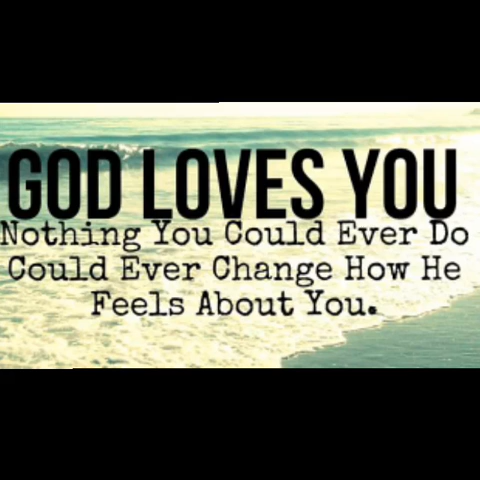 GOD LOVES YOU
Nothing You Could Ever Do
Could Ever Change How He
Feels About You.